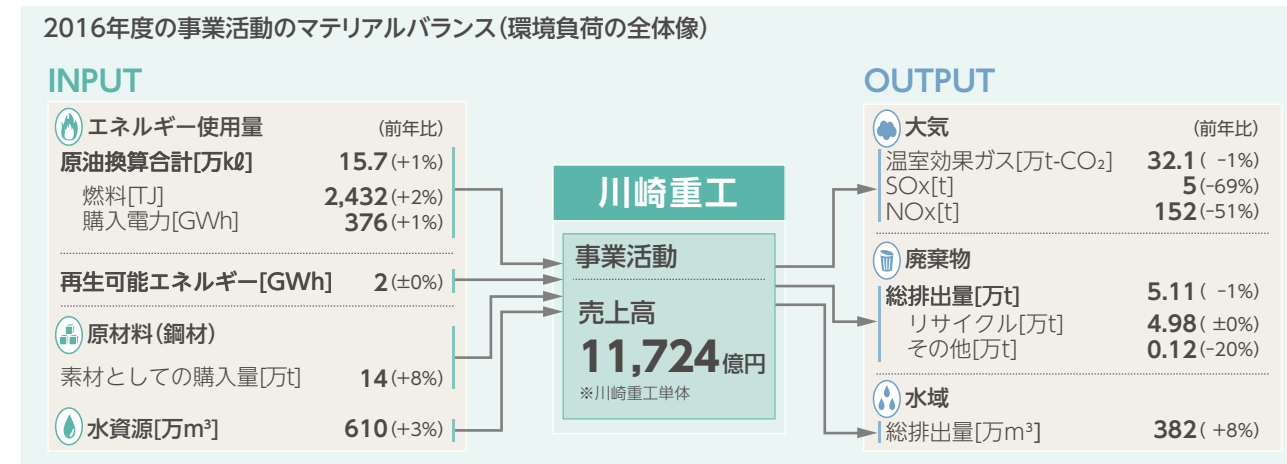 2016年度の事業活動のマテリアルバランス（環境負荷の全体像）
INPUT
エネルギー使用量 （前年比）
原油換算合計[万kℓ] 15.7（+1%）
燃料[TJ] 2,432（+2%）
購入電力[GWh] 376（+1%）
再生可能エネルギー[GWh] 2（±0%）
原材料（鋼材）
素材としての購入量[万t] 14（+8%）
水資源[万m³] 610（+3%）
川崎重工
事業活動
売上高
11,724億円
※川崎重工単体
OUTPUT
大気 （前年比）
温室効果ガス[万t-CO₂] 32.1（ -1%）
SOx[t] 5（-69%）
NOx[t] 152（-51%）
廃棄物
総排出量[万t] 5.11（ -1%）
リサイクル[万t] 4.98（ ±0%）
その他[万t] 0.12（-20%）
水域
総排出量[万m³] 382（ +8%）